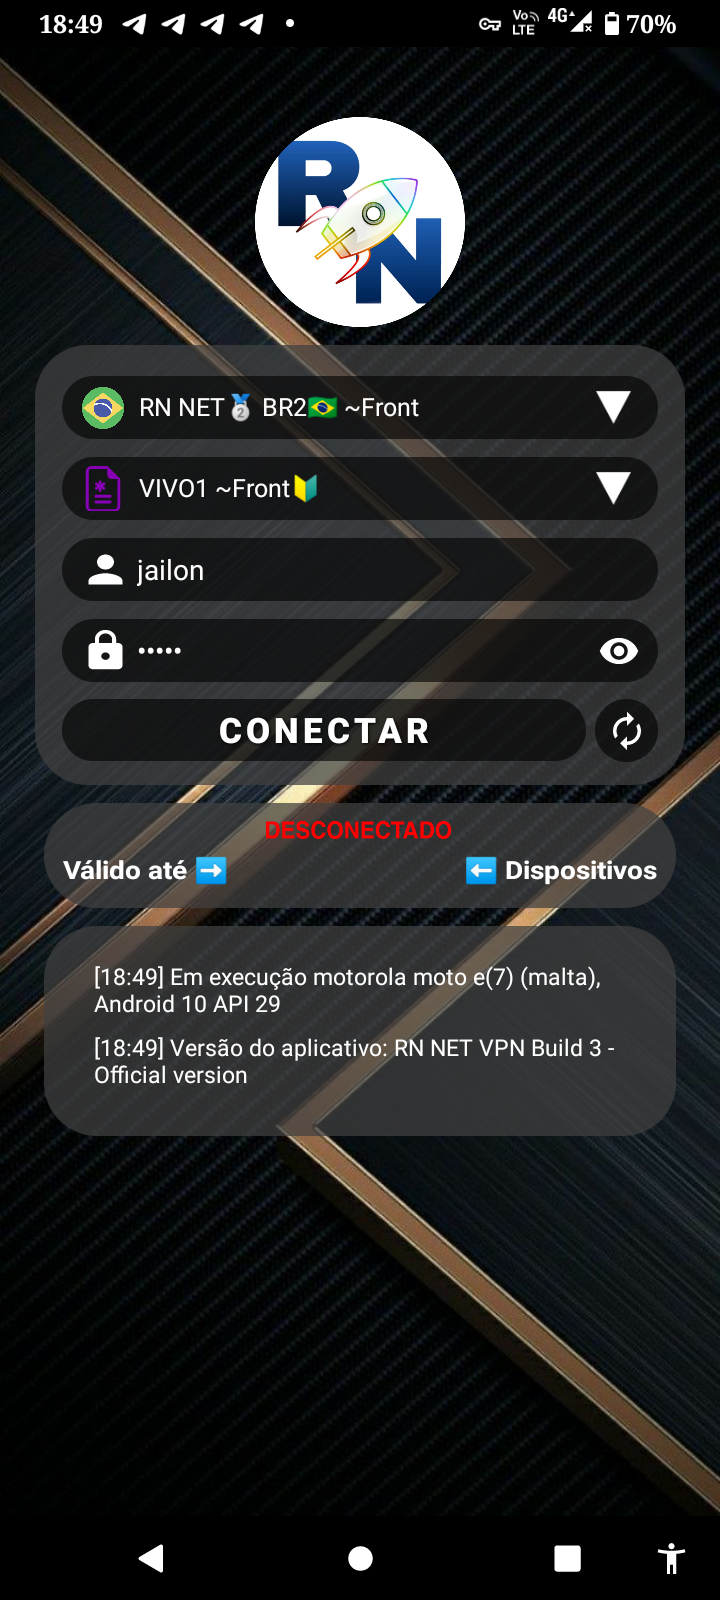 18:49
Vo LTE 4G 70%
RN
RN NET🥈 BR2🇧🇷 ~Front
VIVO1 ~Front🔰
jailon
•••••
CONECTAR
DESCONECTADO
Válido até ➡️ ⬅️ Dispositivos
[18:49] Em execução motorola moto e(7) (malta),
Android 10 API 29
[18:49] Versão do aplicativo: RN NET VPN Build 3 -
Official version